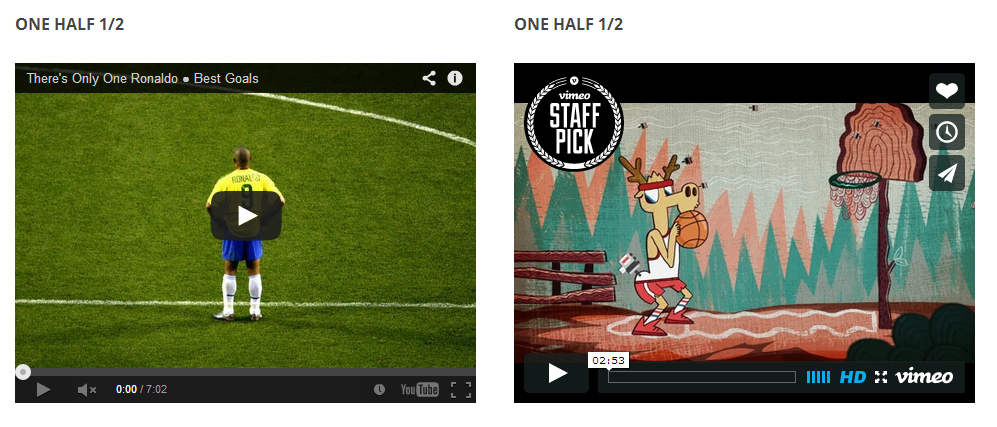 ONE HALF 1/2
There's Only One Ronaldo ● Best Goals
RONALDO
9
0:00 / 7:02
YouTube
ONE HALF 1/2
vimeo
STAFF
PICK
02:53
HD
vimeo